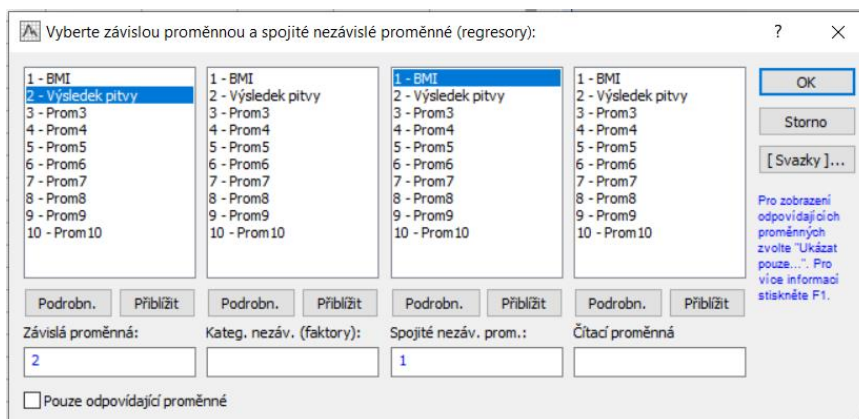 Vyberte závislou proměnnou a spojité nezávislé proměnné (regresory):
?
1 - BMI
2 - Výsledek pitvy
3 - Prom3
4 - Prom4
5 - Prom5
6 - Prom6
7 - Prom7
8 - Prom8
9 - Prom9
10 - Prom10
Podrobn. Přiblížit
Závislá proměnná:
2
1 - BMI
2 - Výsledek pitvy
3 - Prom3
4 - Prom4
5 - Prom5
6 - Prom6
7 - Prom7
8 - Prom8
9 - Prom9
10 - Prom10
Podrobn. Přiblížit
Kateg. nezáv. (faktory):
1 - BMI
2 - Výsledek pitvy
3 - Prom3
4 - Prom4
5 - Prom5
6 - Prom6
7 - Prom7
8 - Prom8
9 - Prom9
10 - Prom10
Podrobn. Přiblížit
Spojité nezáv. prom.:
1
1 - BMI
2 - Výsledek pitvy
3 - Prom3
4 - Prom4
5 - Prom5
6 - Prom6
7 - Prom7
8 - Prom8
9 - Prom9
10 - Prom10
Podrobn. Přiblížit
Čítací proměnná
OK
Storno
[ Svazky ]...
Pro zobrazení
odpovídajících
proměnných
zvolte "Ukázat
pouze...". Pro
více informací
stiskněte F1.
Pouze odpovídající proměnné